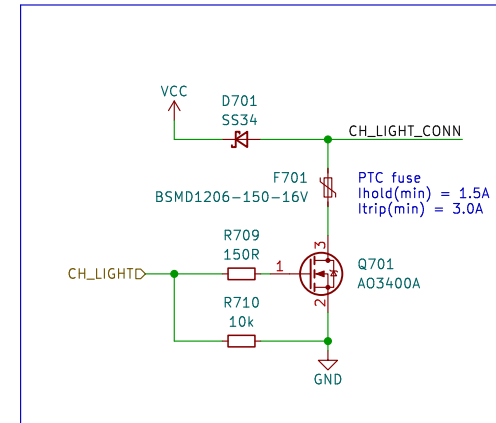 VCC
D701
SS34
CH_LIGHT_CONN
F701
BSMD1206-150-16V
PTC fuse
Ihold(min) = 1.5A
Itrip(min) = 3.0A
R709
150R
3
CH_LIGHT
1
Q701
AO3400A
R710
10k
2
GND